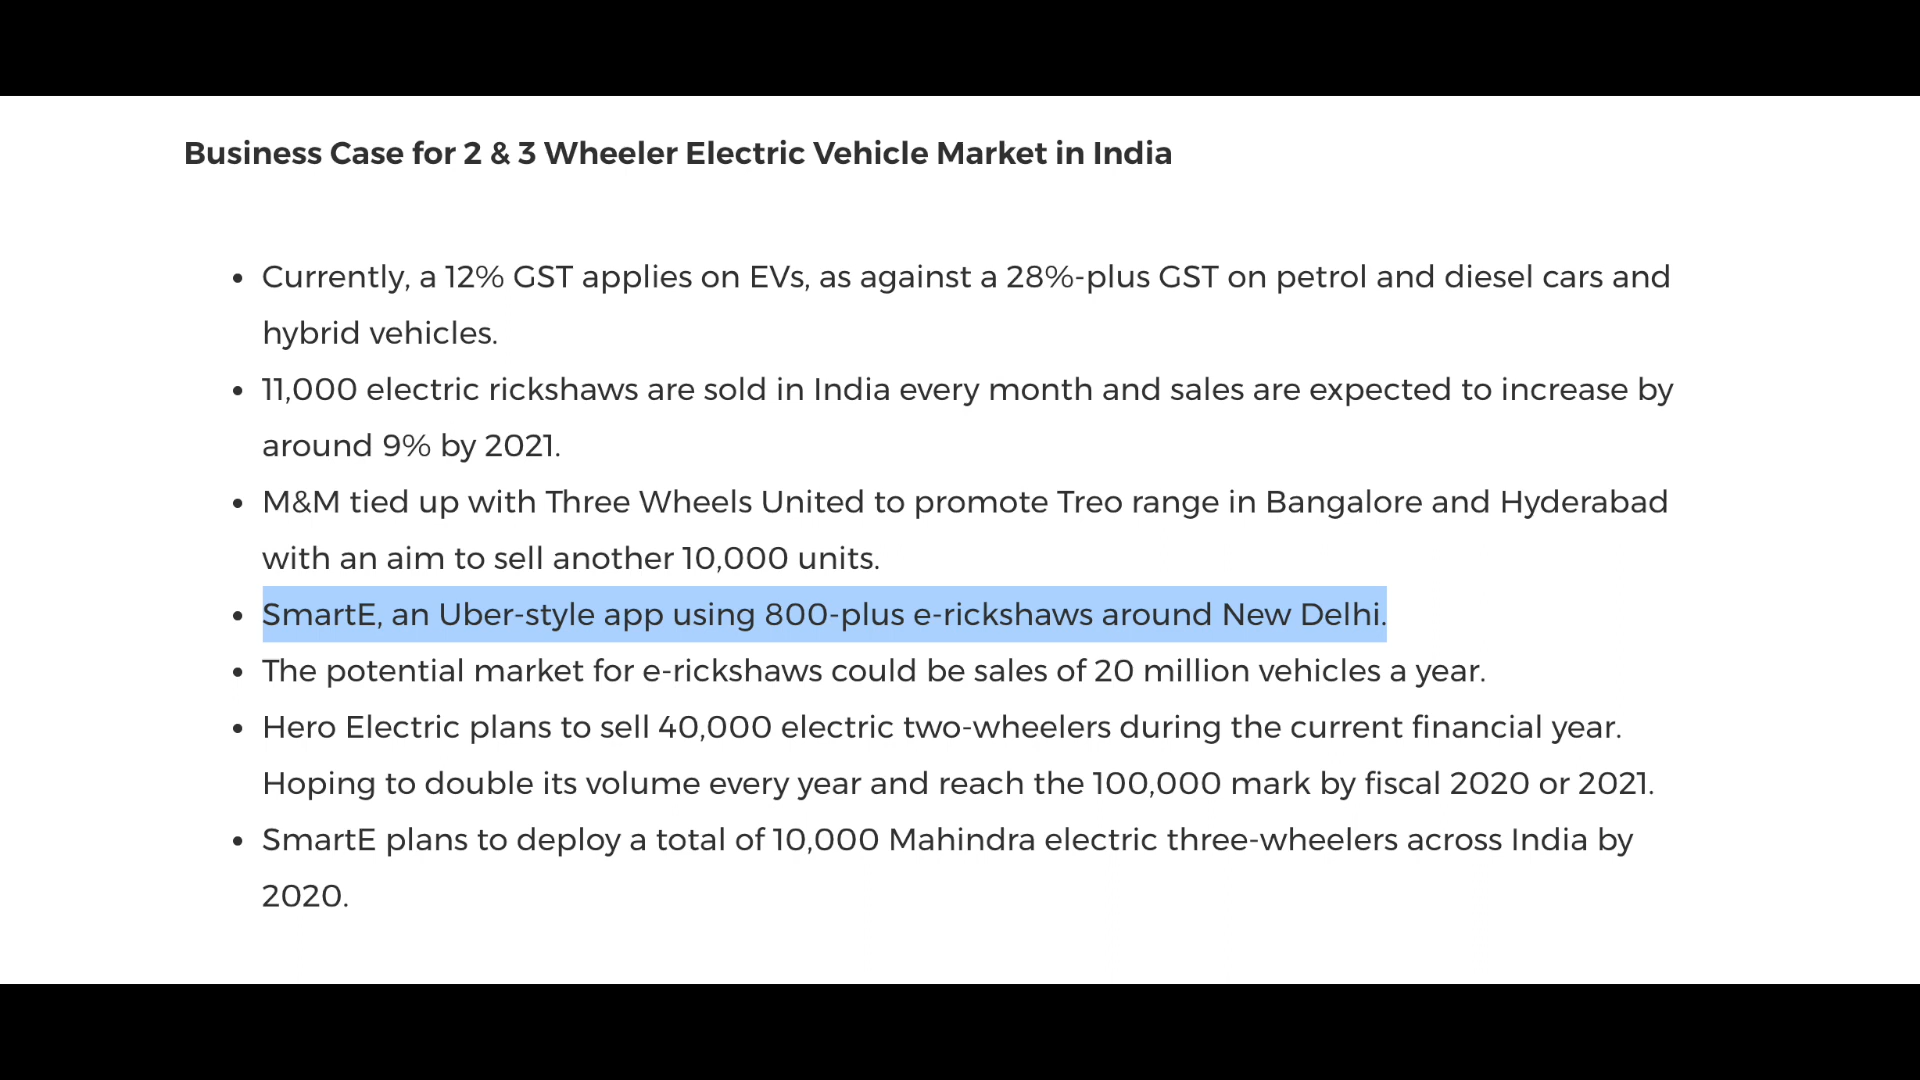 Business Case for 2 & 3 Wheeler Electric Vehicle Market in India
• Currently, a 12% GST applies on EVs, as against a 28%-plus GST on petrol and diesel cars and
hybrid vehicles.
• 11,000 electric rickshaws are sold in India every month and sales are expected to increase by
around 9% by 2021.
• M&M tied up with Three Wheels United to promote Treo range in Bangalore and Hyderabad
with an aim to sell another 10,000 units.
• SmartE, an Uber-style app using 800-plus e-rickshaws around New Delhi.
• The potential market for e-rickshaws could be sales of 20 million vehicles a year.
• Hero Electric plans to sell 40,000 electric two-wheelers during the current financial year.
Hoping to double its volume every year and reach the 100,000 mark by fiscal 2020 or 2021.
• SmartE plans to deploy a total of 10,000 Mahindra electric three-wheelers across India by
2020.